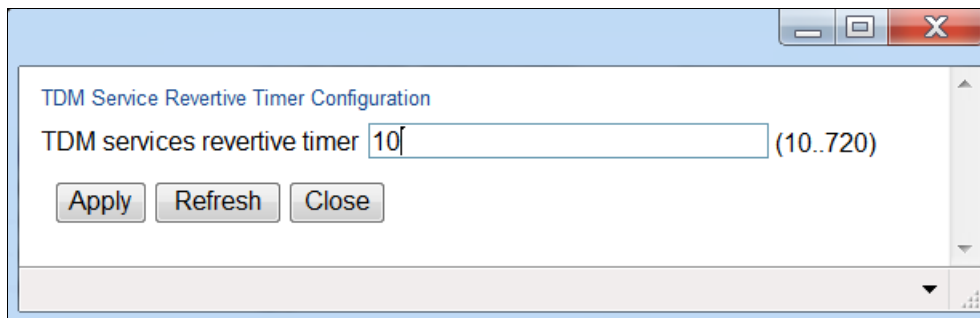 TDM Service Revertive Timer Configuration
TDM services revertive timer 10 (10..720)
Apply Refresh Close